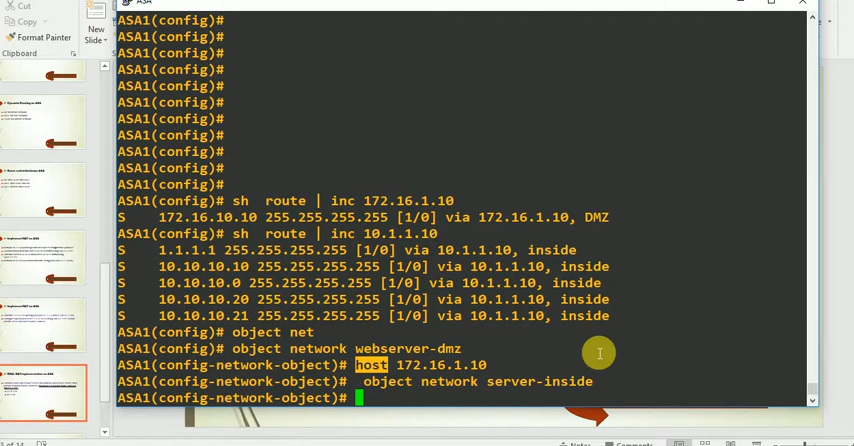 Cut
Copy
Format Painter
Clipboard
New
Slide
ASA
ASA1(config)#
ASA1(config)#
ASA1(config)#
ASA1(config)#
ASA1(config)#
ASA1(config)#
ASA1(config)#
ASA1(config)#
ASA1(config)#
ASA1(config)#
ASA1(config)#
ASA1(config)# sh  route | inc 172.16.1.10
S     172.16.10.10 255.255.255.255 [1/0] via 172.16.1.10, DMZ
ASA1(config)# sh  route | inc 10.1.1.10
S     1.1.1.1 255.255.255.255 [1/0] via 10.1.1.10, inside
S     10.10.10.10 255.255.255.255 [1/0] via 10.1.1.10, inside
S     10.10.10.0 255.255.255.255 [1/0] via 10.1.1.10, inside
S     10.10.10.20 255.255.255.255 [1/0] via 10.1.1.10, inside
S     10.10.10.21 255.255.255.255 [1/0] via 10.1.1.10, inside
ASA1(config)# object net
ASA1(config)# object network webserver-dmz
ASA1(config-network-object)# host 172.16.1.10
ASA1(config-network-object)#  object network server-inside
ASA1(config-network-object)#
of 14
Notes
Comments